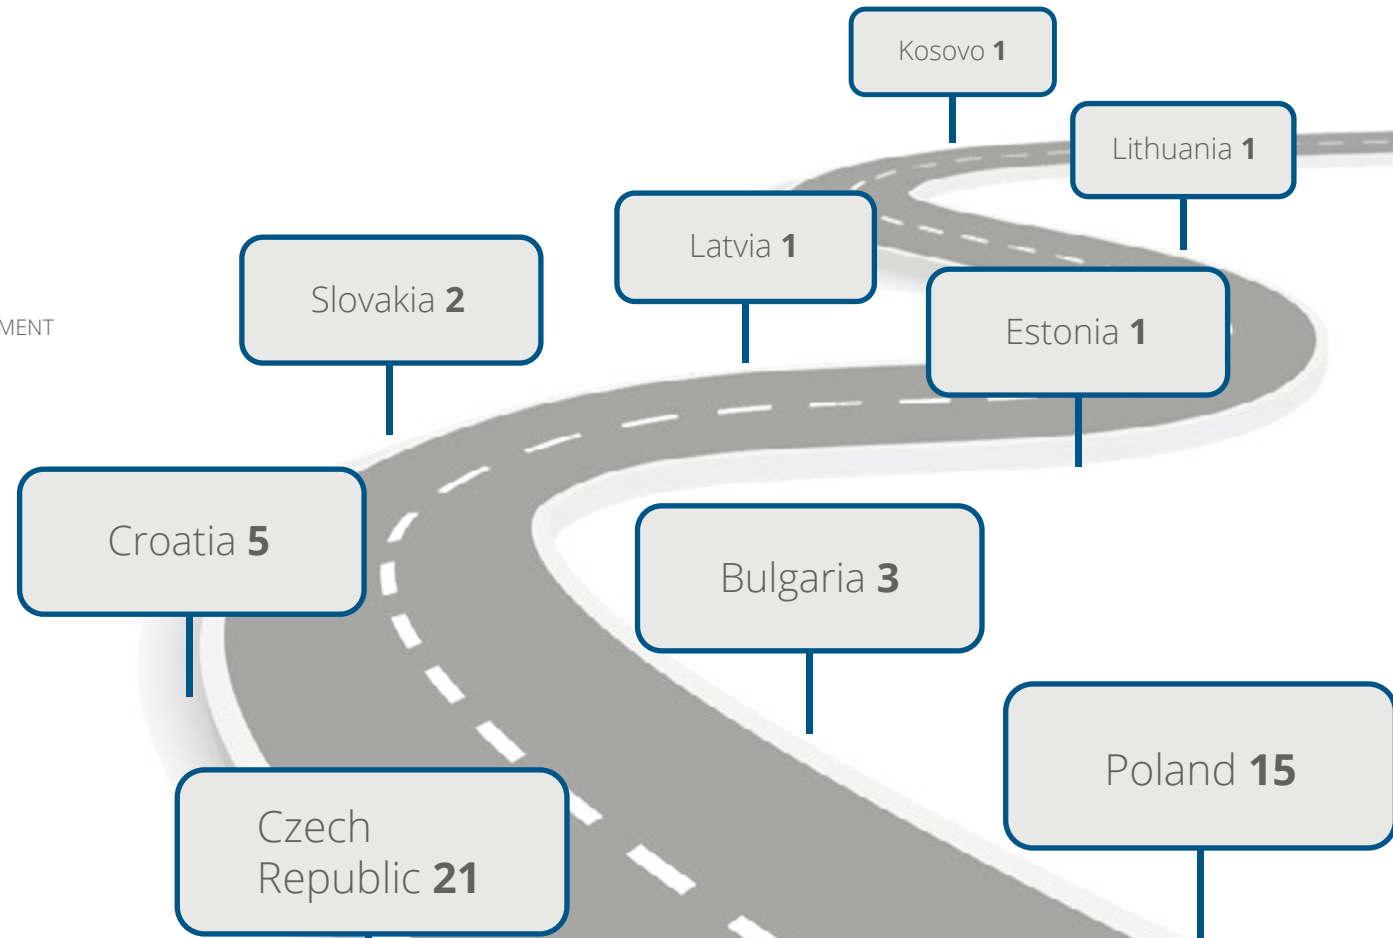 Kosovo 1
Lithuania 1
Latvia 1
Slovakia 2
Estonia 1
Croatia 5
Bulgaria 3
Poland 15
Czech
Republic 21